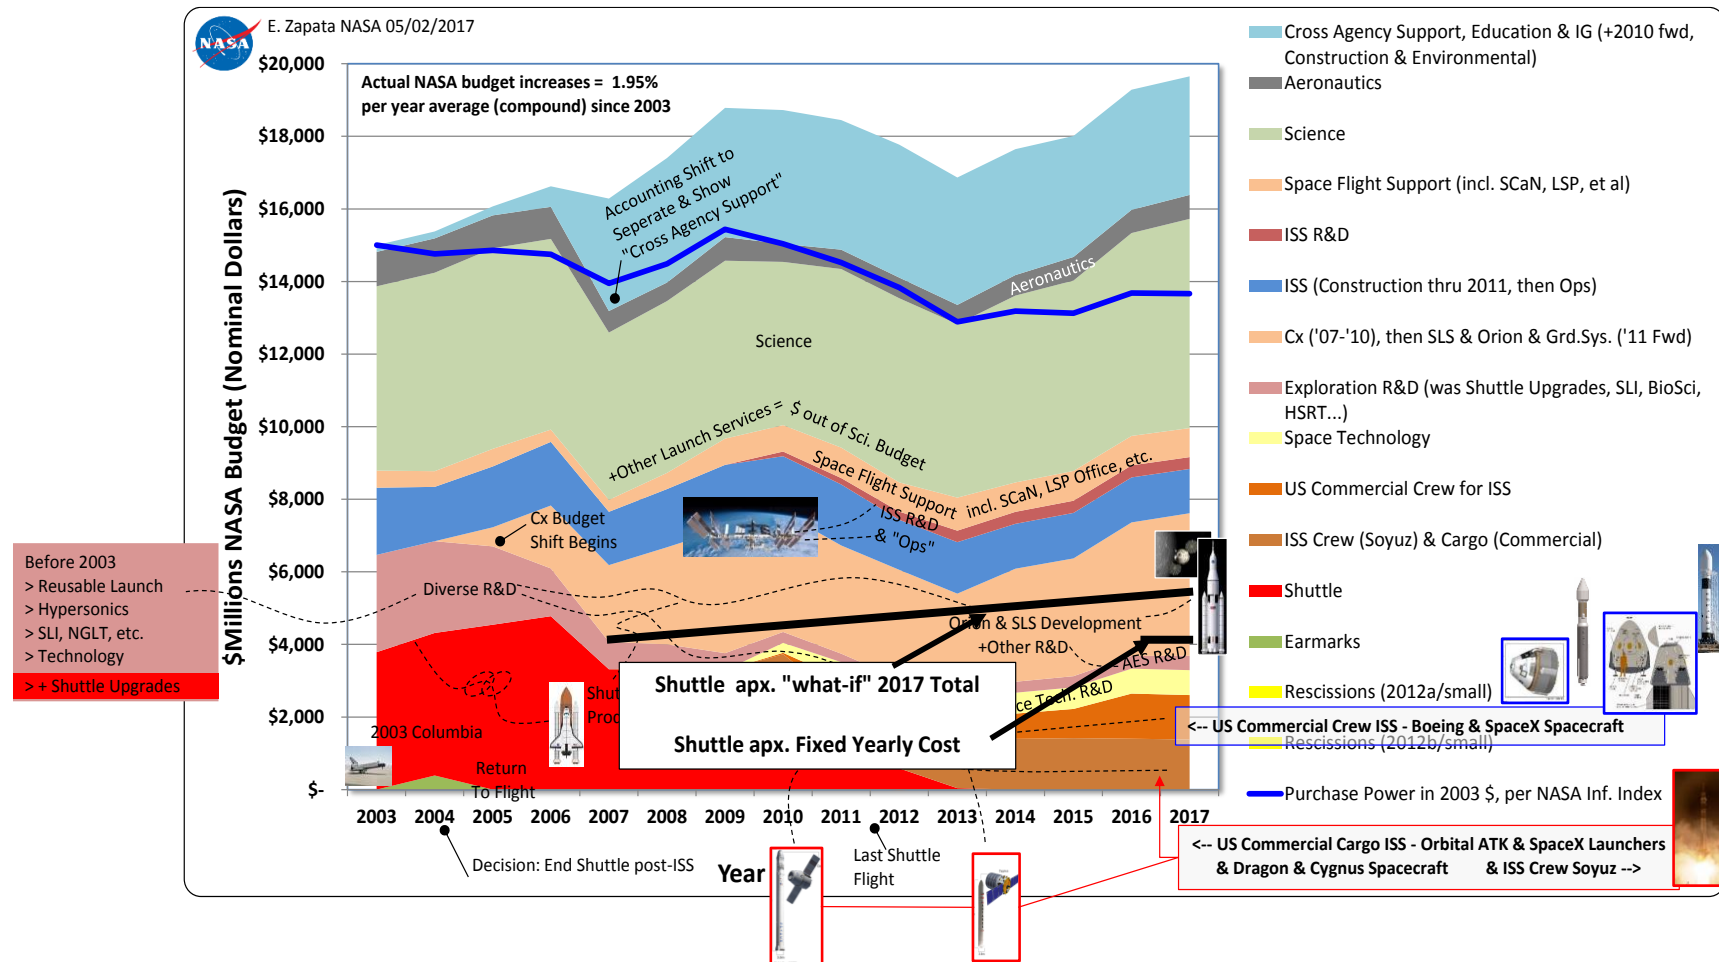 NASA
E. Zapata NASA 05/02/2017
Actual NASA budget increases = 1.95%
per year average (compound) since 2003
$Millions NASA Budget (Nominal Dollars)
$20,000
$18,000
$16,000
$14,000
$12,000
$10,000
$8,000
$6,000
$4,000
$2,000
$-
Accounting Shift to
Seperate & Show
"Cross Agency Support"
Aeronautics
Science
+Other Launch Services = $ out of Sci. Budget
Space Flight Support incl. SCaN, LSP Office, etc.
ISS R&D
& "Ops"
Cx Budget
Shift Begins
Diverse R&D
Orion & SLS Development
+Other R&D
AES R&D
Tech. R&D
Shuttle apx. "what-if" 2017 Total
Shuttle apx. Fixed Yearly Cost
2003 Columbia
Return
To Flight
2003 2004 2005 2006 2007 2008 2009 2010 2011 2012 2013 2014 2015 2016 2017
Decision: End Shuttle post-ISS
Year
Last Shuttle
Flight
Before 2003
> Reusable Launch
> Hypersonics
> SLI, NGLT, etc.
> Technology
> + Shuttle Upgrades
Cross Agency Support, Education & IG (+2010 fwd,
Construction & Environmental)
Aeronautics
Science
Space Flight Support (incl. SCaN, LSP, et al)
ISS R&D
ISS (Construction thru 2011, then Ops)
Cx ('07-'10), then SLS & Orion & Grd.Sys. ('11 Fwd)
Exploration R&D (was Shuttle Upgrades, SLI, BioSci,
HSRT...)
Space Technology
US Commercial Crew for ISS
ISS Crew (Soyuz) & Cargo (Commercial)
Shuttle
Earmarks
Rescissions (2012a/small)
<-- US Commercial Crew ISS - Boeing & SpaceX Spacecraft
Rescissions (2012b/small)
Purchase Power in 2003 $, per NASA Inf. Index
<-- US Commercial Cargo ISS - Orbital ATK & SpaceX Launchers
& Dragon & Cygnus Spacecraft & ISS Crew Soyuz -->